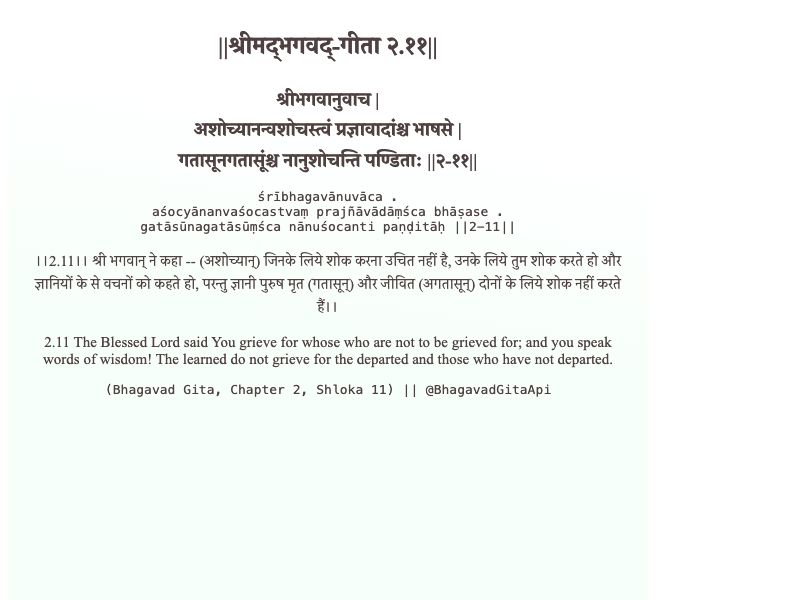 ||श्रीमद्‍भगवद्‍-गीता २.११||
श्रीभगवानुवाच |
अशोच्यानन्वशोचस्त्वं प्रज्ञावादांश्च भाषसे |
गतासूनगतासूंश्च नानुशोचन्ति पण्डिताः ||२-११||
śrībhagavānuvāca .
aśocyānanvaśocastvaṃ prajñāvādāṃśca bhāṣase .
gatāsūnagatāsūṃśca nānuśocanti paṇḍitāḥ ||2-11||
।।2.11।। श्री भगवान् ने कहा -- (अशोच्यान्) जिनके लिये शोक करना उचित नहीं है, उनके लिये तुम शोक करते हो और
ज्ञानियों के से वचनों को कहते हो, परन्तु ज्ञानी पुरुष मृत (गतासून्) और जीवित (अगतासून्) दोनों के लिये शोक नहीं करते
हैं।।
2.11 The Blessed Lord said You grieve for whose who are not to be grieved for; and you speak
words of wisdom! The learned do not grieve for the departed and those who have not departed.
(Bhagavad Gita, Chapter 2, Shloka 11) || @BhagavadGitaApi